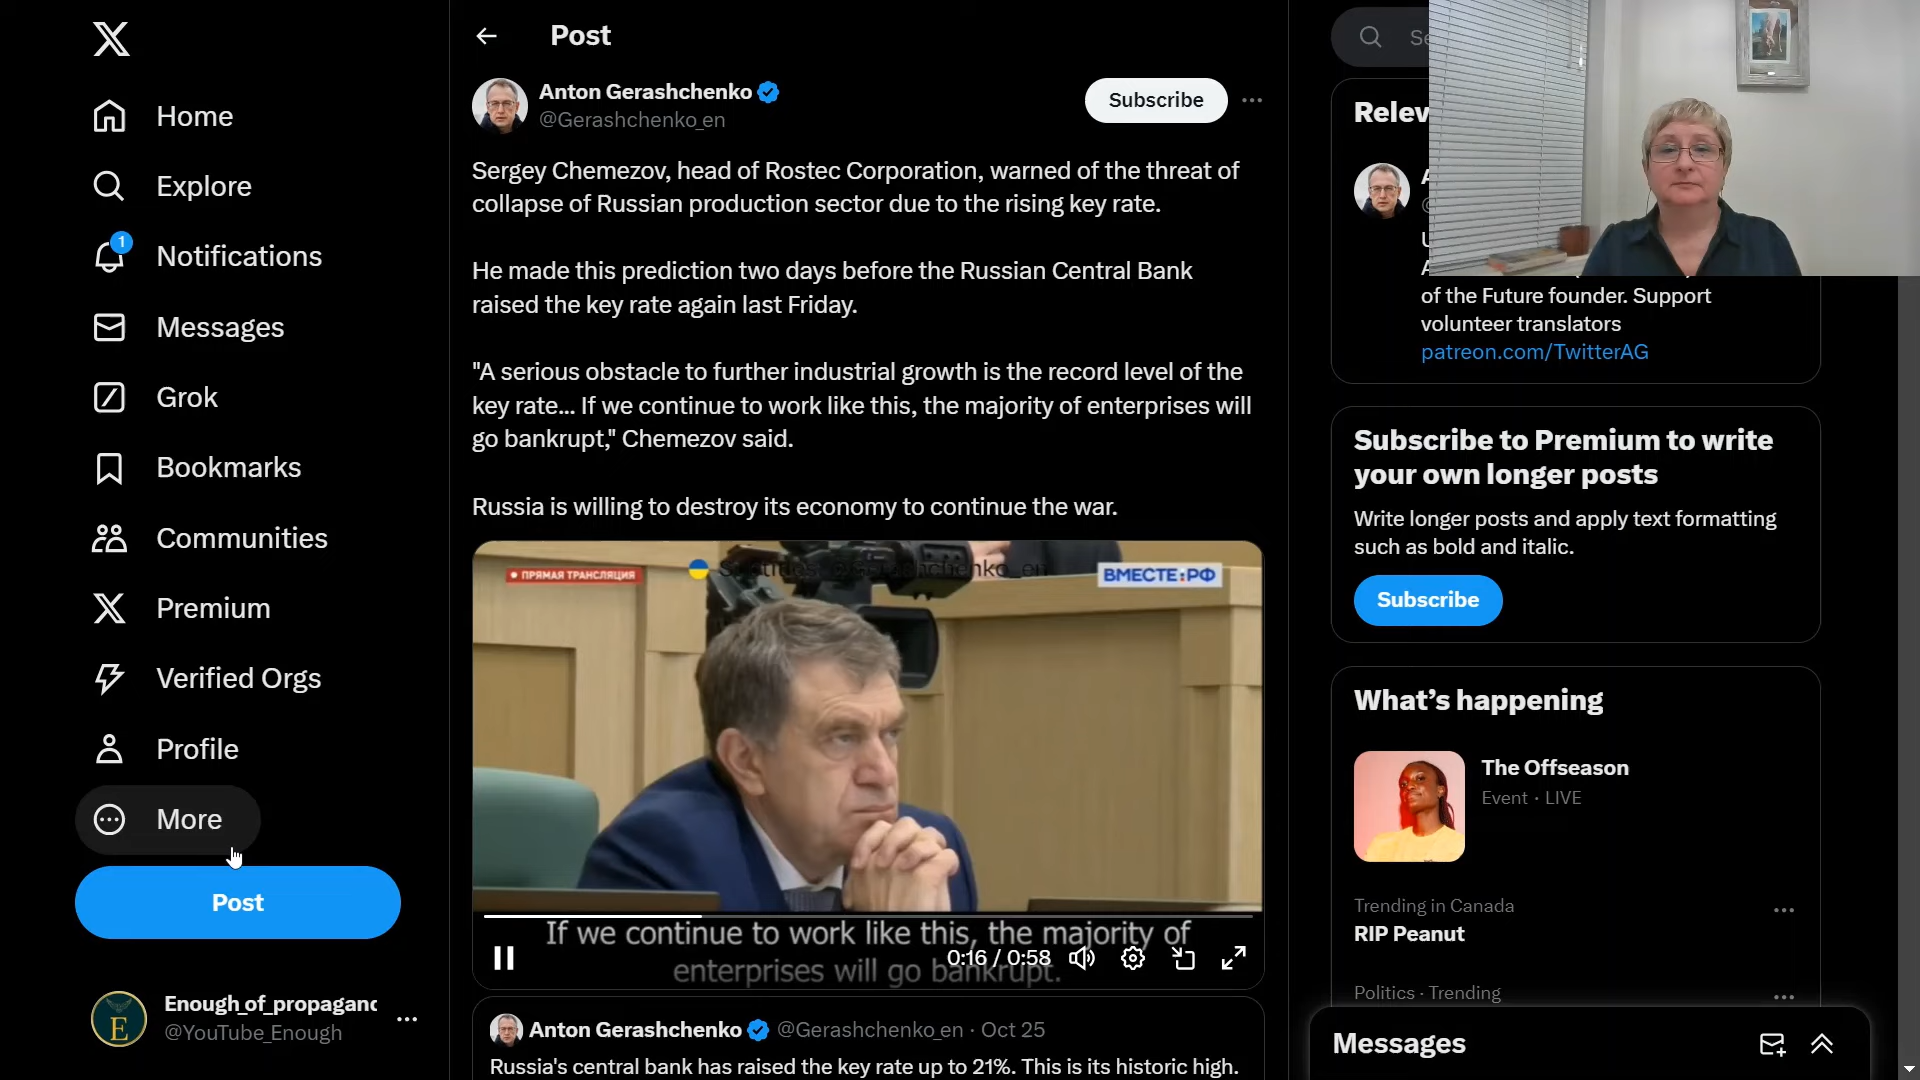 Home
Explore
1
Notifications
Messages
Grok
Bookmarks
Communities
Premium
Verified Orgs
Profile
More
Post
Enough_of_propaganc
@YouTube_Enough
Post
Anton Gerashchenko
@Gerashchenko_en
Subscribe
Sergey Chemezov, head of Rostec Corporation, warned of the threat of
collapse of Russian production sector due to the rising key rate.
He made this prediction two days before the Russian Central Bank
raised the key rate again last Friday.
"A serious obstacle to further industrial growth is the record level of the
key rate... If we continue to work like this, the majority of enterprises will
go bankrupt," Chemezov said.
Russia is willing to destroy its economy to continue the war.
ПРЯМАЯ ТРАНСЛЯЦИЯ
Subtitles: @Gerashchenko_en
ВМЕСТЕ:РФ
If we continue to work like this, the majority of
enterprises will go bankrupt.
0:16 / 0:58
Anton Gerashchenko @Gerashchenko_en · Oct 25
Russia's central bank has raised the key rate up to 21%. This is its historic high.
Se
Relev
of the Future founder. Support
volunteer translators
patreon.com/TwitterAG
Subscribe to Premium to write
your own longer posts
Write longer posts and apply text formatting
such as bold and italic.
Subscribe
What's happening
The Offseason
Event · LIVE
Trending in Canada
RIP Peanut
Politics · Trending
Messages